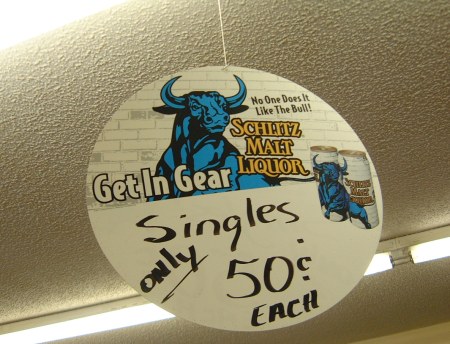 No One Does It
Like The Bull!
SCHLITZ
MALT
LIQUOR
Get In Gear
Singles
only
50¢
EACH